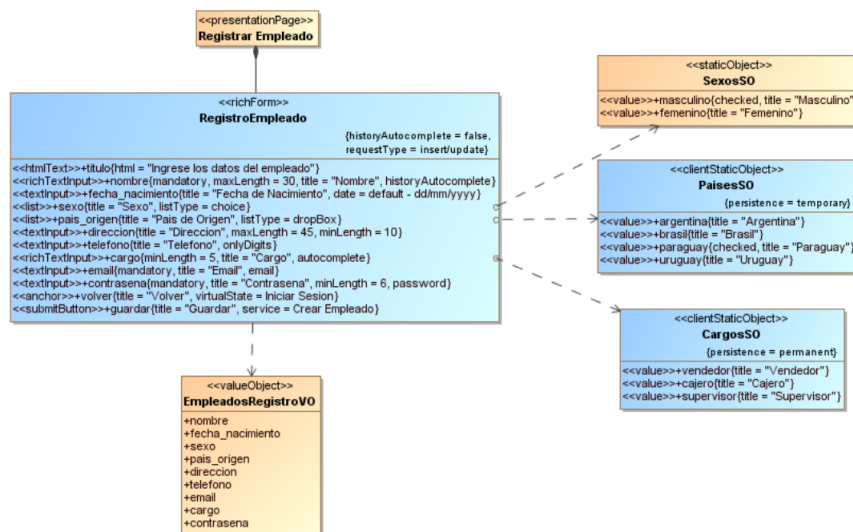 <<presentationPage>>
Registrar Empleado
<<richForm>>
RegistroEmpleado
{historyAutocomplete = false,
requestType = insert/update}
<<htmlText>>+titulo{html = "Ingrese los datos del empleado"}
<<richTextInput>>+nombre{mandatory, maxLength = 30, title = "Nombre", historyAutocomplete}
<<textInput>>+fecha_nacimiento{title = "Fecha de Nacimiento", date = default - dd/mm/yyyy}
<<list>>+sexo{title = "Sexo", listType = choice}
<<list>>+pais_origen{title = "Pais de Origen", listType = dropBox}
<<textInput>>+direccion{title = "Direccion", maxLength = 45, minLength = 10}
<<textInput>>+telefono{title = "Telefono", onlyDigits}
<<richTextInput>>+cargo{minLength = 5, title = "Cargo", autocomplete}
<<textInput>>+email{mandatory, title = "Email", email}
<<textInput>>+contrasena{mandatory, title = "Contrasena", minLength = 6, password}
<<anchor>>+volver{title = "Volver", virtualState = Iniciar Sesion}
<<submitButton>>+guardar{title = "Guardar", service = Crear Empleado}
<<valueObject>>
EmpleadosRegistroVO
+nombre
+fecha_nacimiento
+sexo
+pais_origen
+direccion
+telefono
+email
+cargo
+contrasena
<<staticObject>>
SexosSO
<<value>>+masculino{checked, title = "Masculino"
<<value>>+femenino{title = "Femenino"}
<<clientStaticObject>>
PaisesSO
{persistence = temporary}
<<value>>+argentina{title = "Argentina"}
<<value>>+brasil{title = "Brasil"}
<<value>>+paraguay{checked, title = "Paraguay"}
<<value>>+uruguay{title = "Uruguay"}
<<clientStaticObject>>
CargosSO
{persistence = permanent}
<<value>>+vendedor{title = "Vendedor"}
<<value>>+cajero{title = "Cajero"}
<<value>>+supervisor{title = "Supervisor"}